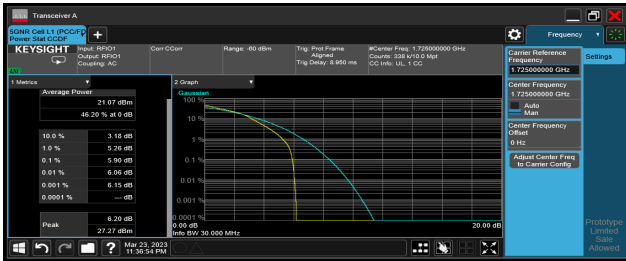 Transceiver A
5GNR Cell L1 (PCC/FD
Power Stat CCDF
Frequency
KEYSIGHT
Input: RFIO1
Output: RFIO1
Coupling: AC
Corr CCorr
Range: -60 dBm
Trig: Prot Frame
Aligned
Trig Delay: 8.950 ms
#Center Freq: 1.725000000 GHz
Counts: 338 k/10.0 Mpt
CC Info: UL, 1 CC
1 Metrics
Average Power
21.07 dBm
46.20 % at 0 dB
10.0 % 3.18 dB
1.0 % 5.26 dB
0.1 % 5.90 dB
0.01 % 6.06 dB
0.001 % 6.15 dB
0.0001 % --- dB
Peak
6.20 dB
27.27 dBm
2 Graph
Gaussian
100 %
10 %
1 %
0.1 %
0.01 %
0.001 %
0.0001 %
0.00 dB 20.00 dB
Info BW 30.000 MHz
Carrier Reference
Frequency
1.725000000 GHz
Center Frequency
1.725000000 GHz
Auto
Man
Center Frequency
Offset
0 Hz
Adjust Center Freq
to Carrier Config
Settings
Prototype
Limited
Sale
Allowed
?
Mar 23, 2023
11:36:54 PM